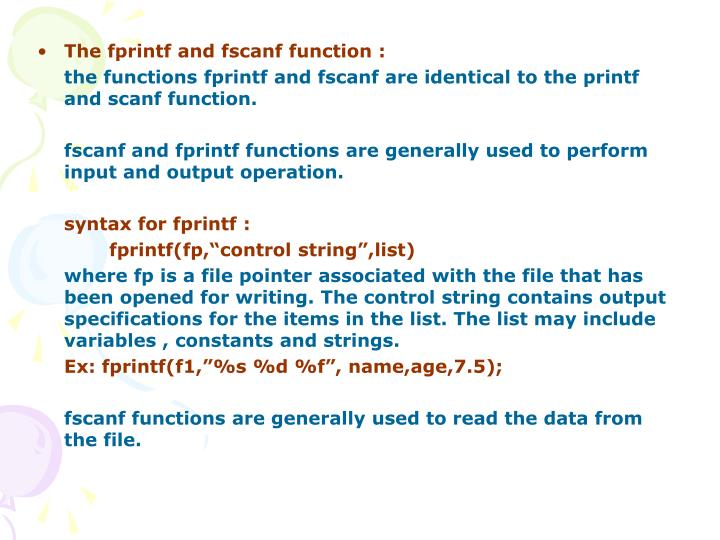 • The fprintf and fscanf function :
the functions fprintf and fscanf are identical to the printf
and scanf function.
fscanf and fprintf functions are generally used to perform
input and output operation.
syntax for fprintf :
fprintf(fp,“control string”,list)
where fp is a file pointer associated with the file that has
been opened for writing. The control string contains output
specifications for the items in the list. The list may include
variables , constants and strings.
Ex: fprintf(f1,”%s %d %f”, name,age,7.5);
fscanf functions are generally used to read the data from
the file.